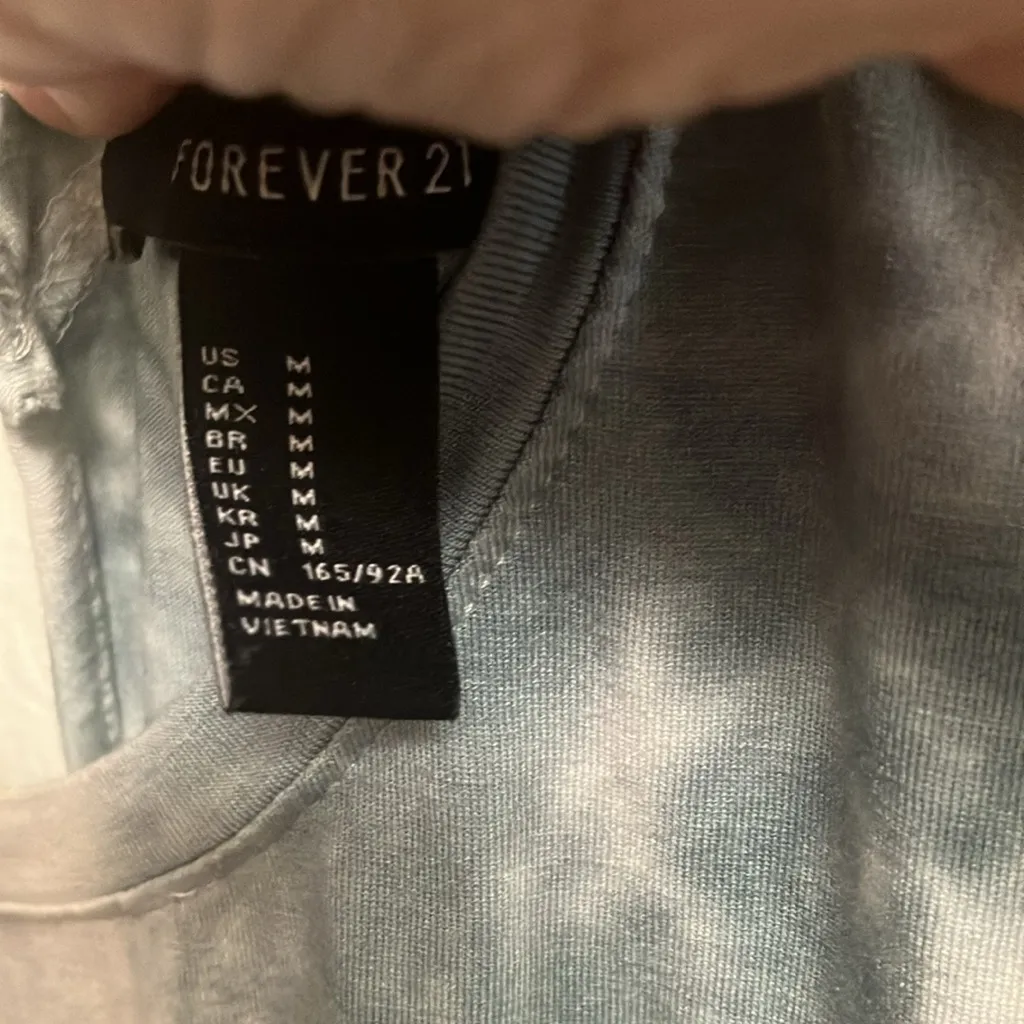 FOREVER 21
US M
CA M
MX M
BR M
EU M
UK M
KR M
JP M
CN 165/92A
MADE IN
VIETNAM